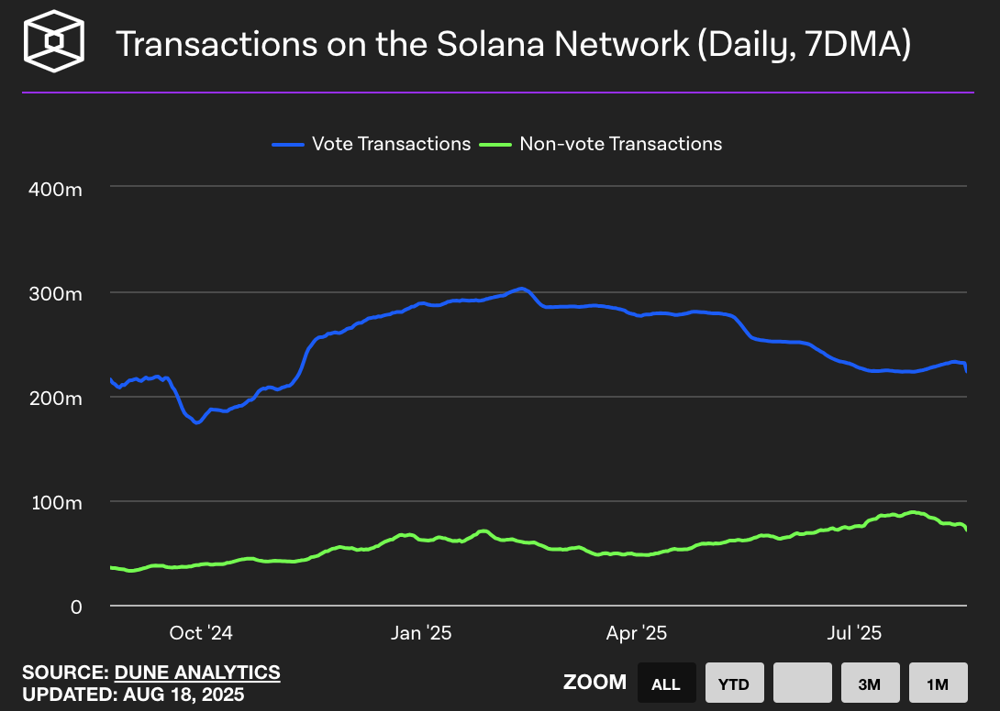 Transactions on the Solana Network (Daily, 7DMA)
Vote Transactions Non-vote Transactions
400m
300m
200m
100m
0
Oct '24 Jan '25 Apr '25 Jul '25
SOURCE: DUNE ANALYTICS
UPDATED: AUG 18, 2025
ZOOM ALL YTD 3M 1M